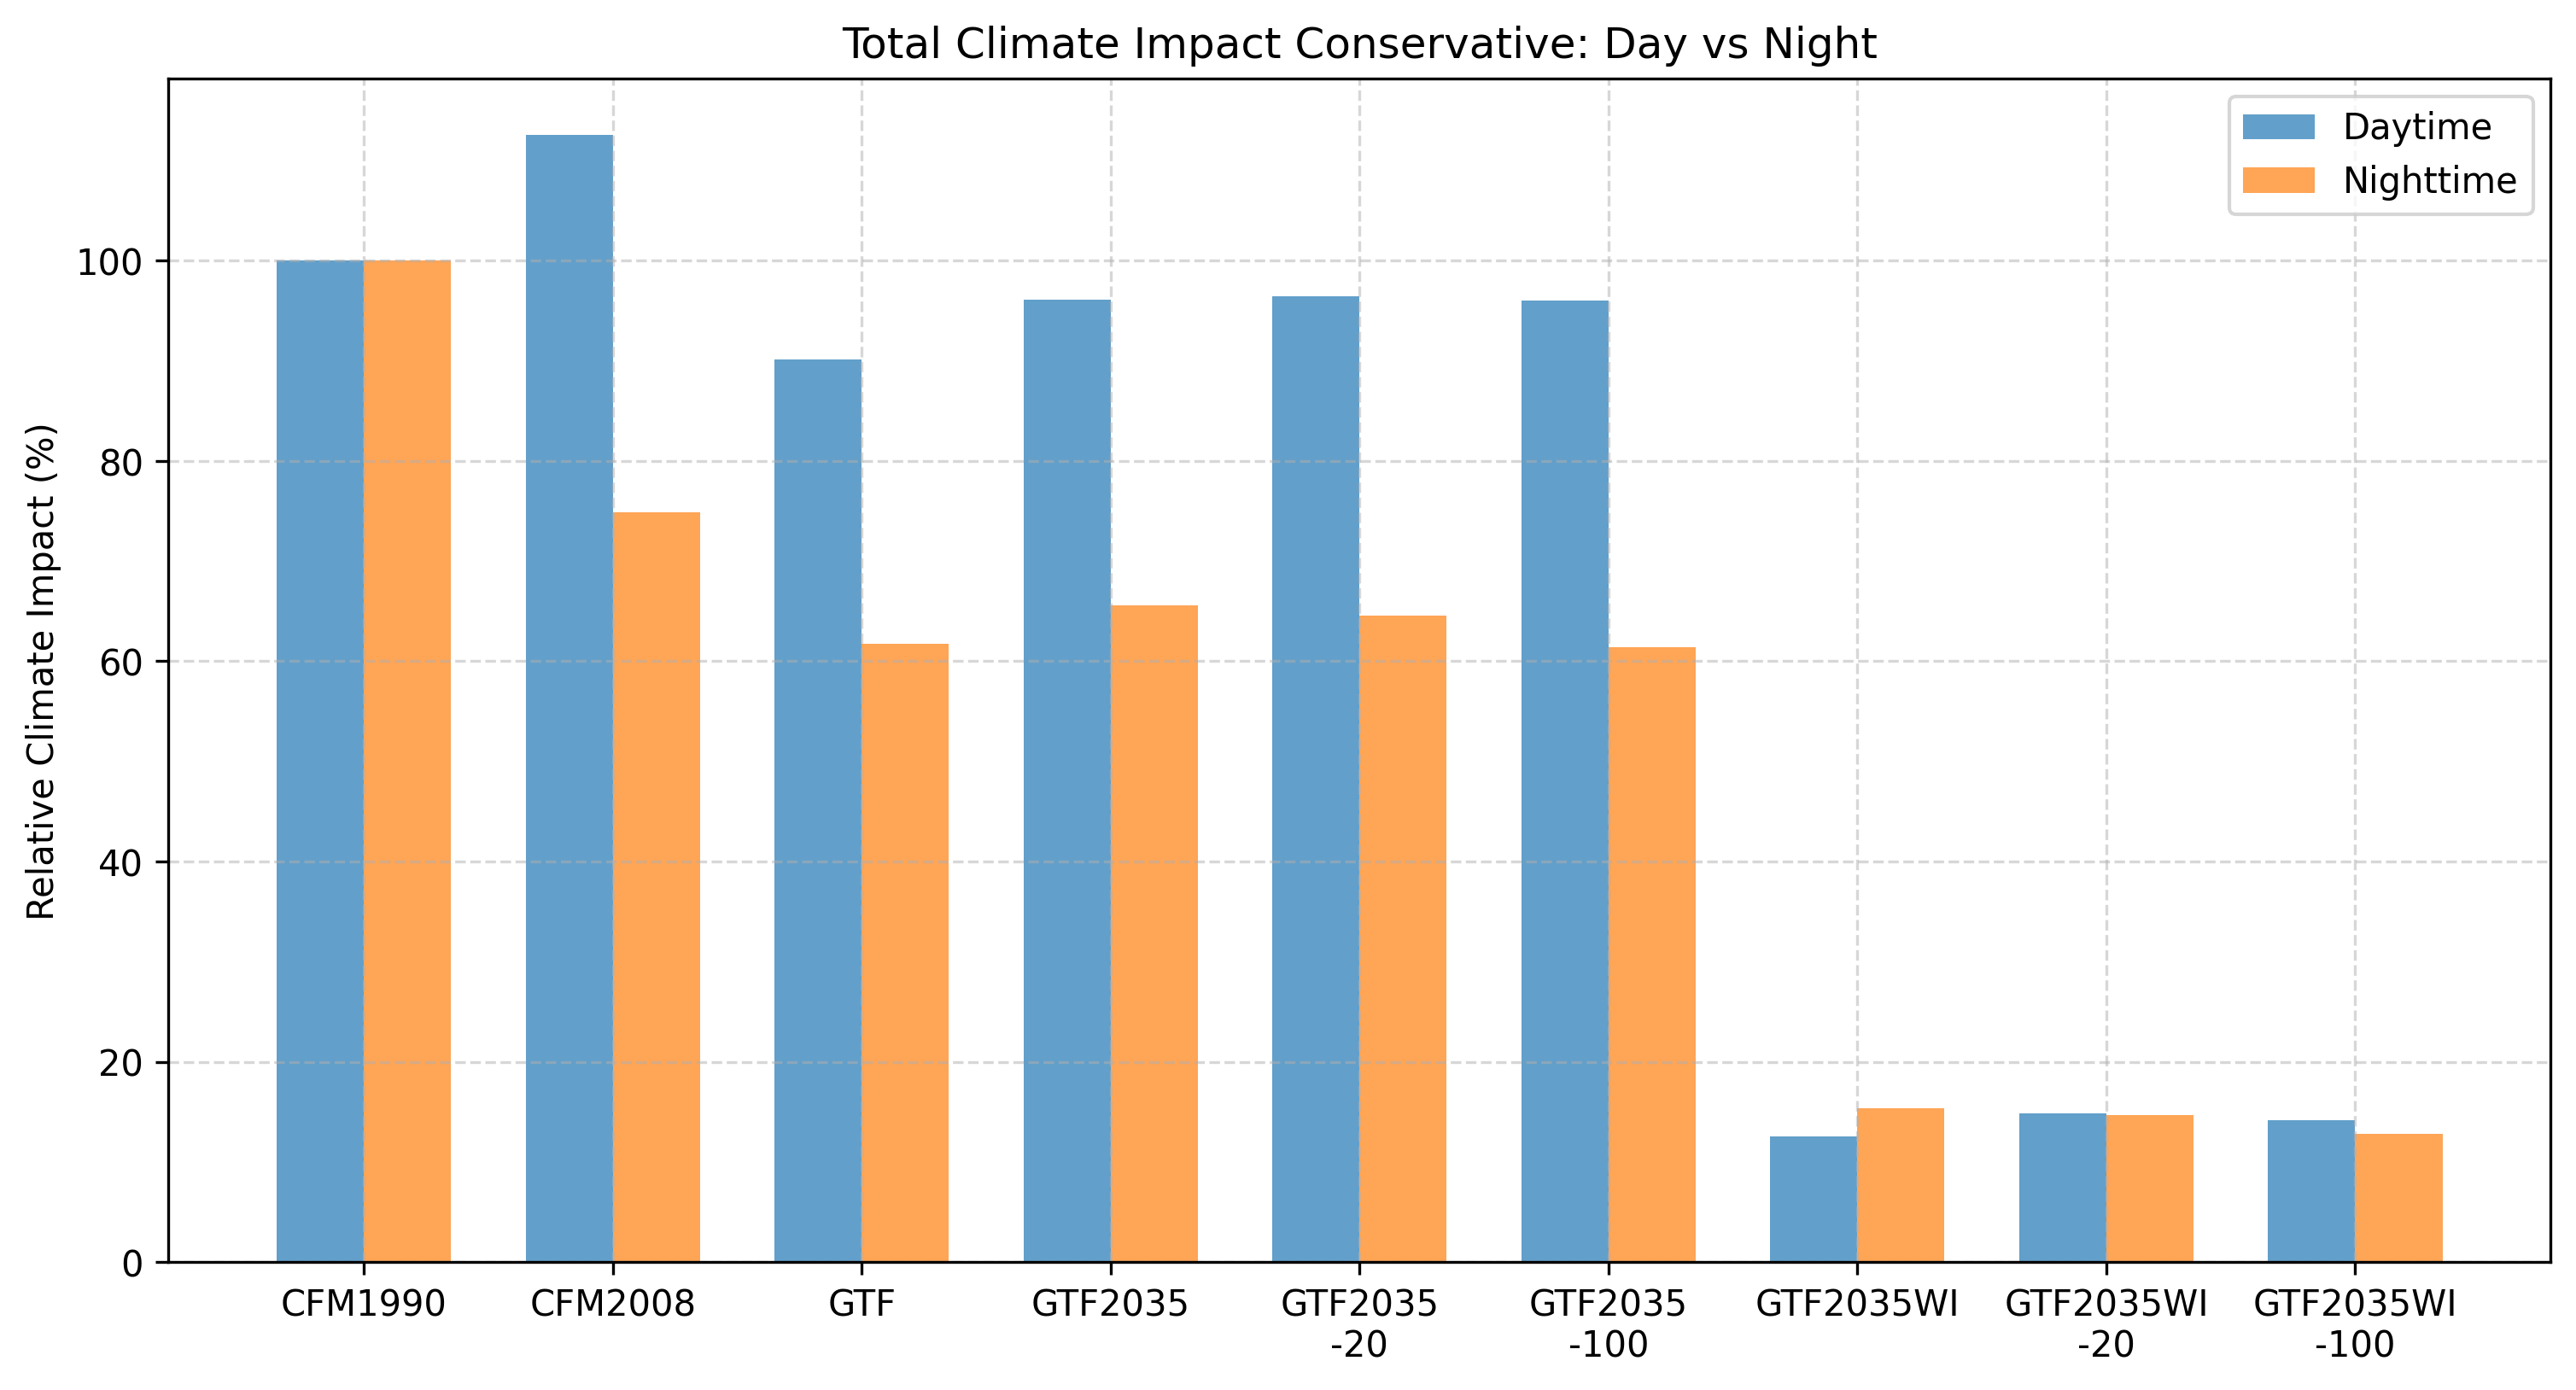 Total Climate Impact Conservative: Day vs Night
Daytime
Nighttime
Relative Climate Impact (%)
100
80
60
40
20
0
CFM1990
CFM2008
GTF
GTF2035
GTF2035
-20
GTF2035
-100
GTF2035WI
GTF2035WI
-20
GTF2035WI
-100